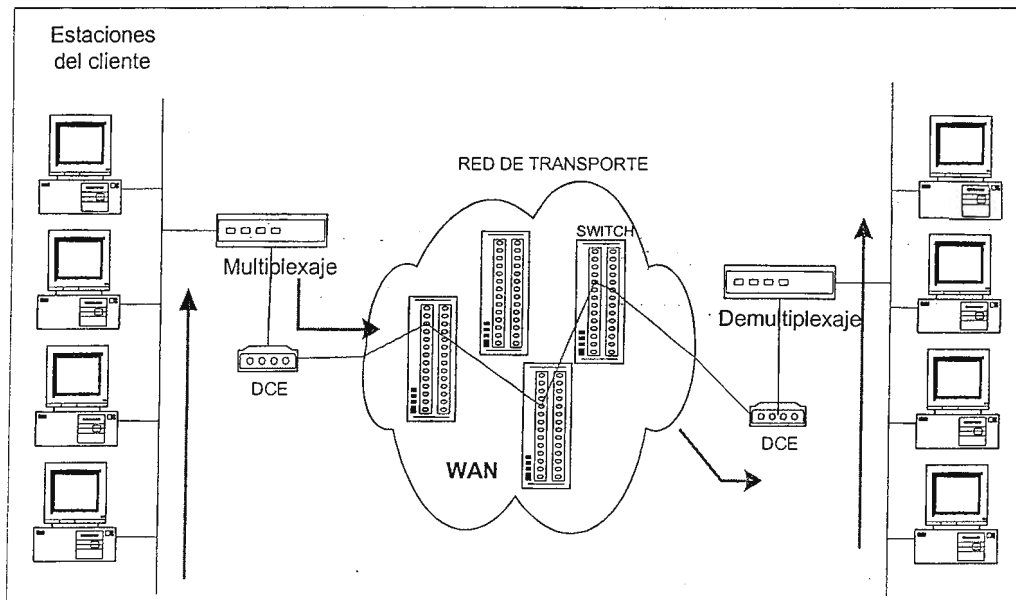 Estaciones
del cliente
RED DE TRANSPORTE
SWITCH
Multiplexaje
Demultiplexaje
DCE
DCE
WAN